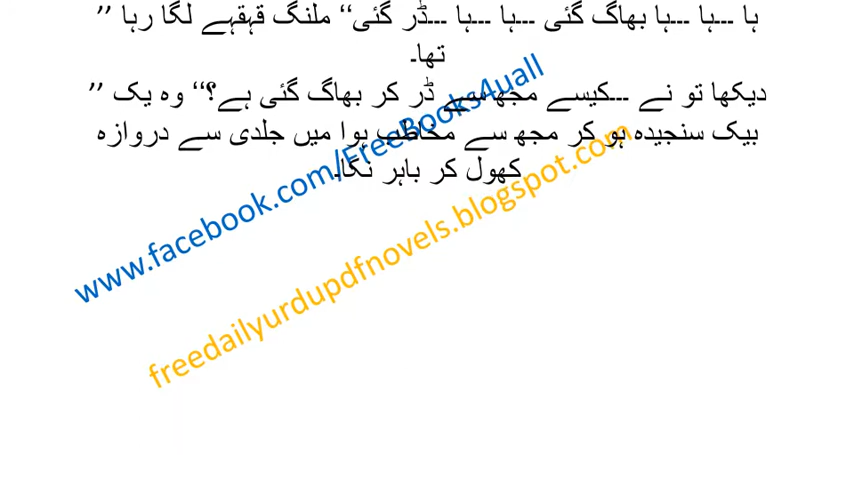 ہا ۔۔۔ہا ۔۔۔ہا بھاگ گئی ۔۔۔ہا ۔۔۔ہا ۔۔۔ڈر گئی‘‘ ملنگ قہقہے لگا رہا ’’
تھا۔
دیکھا تو نے ۔۔۔کیسے مجھ سے ڈر کر بھاگ گئی ہے؟‘‘ وہ یک ’’
بیک سنجیدہ ہو کر مجھ سے مخاطب ہوا میں جلدی سے دروازہ
کھول کر باہر نکلا۔
www.facebook.com/FreeBooks4uall
freedailyurdupdfnovels.blogspot.com